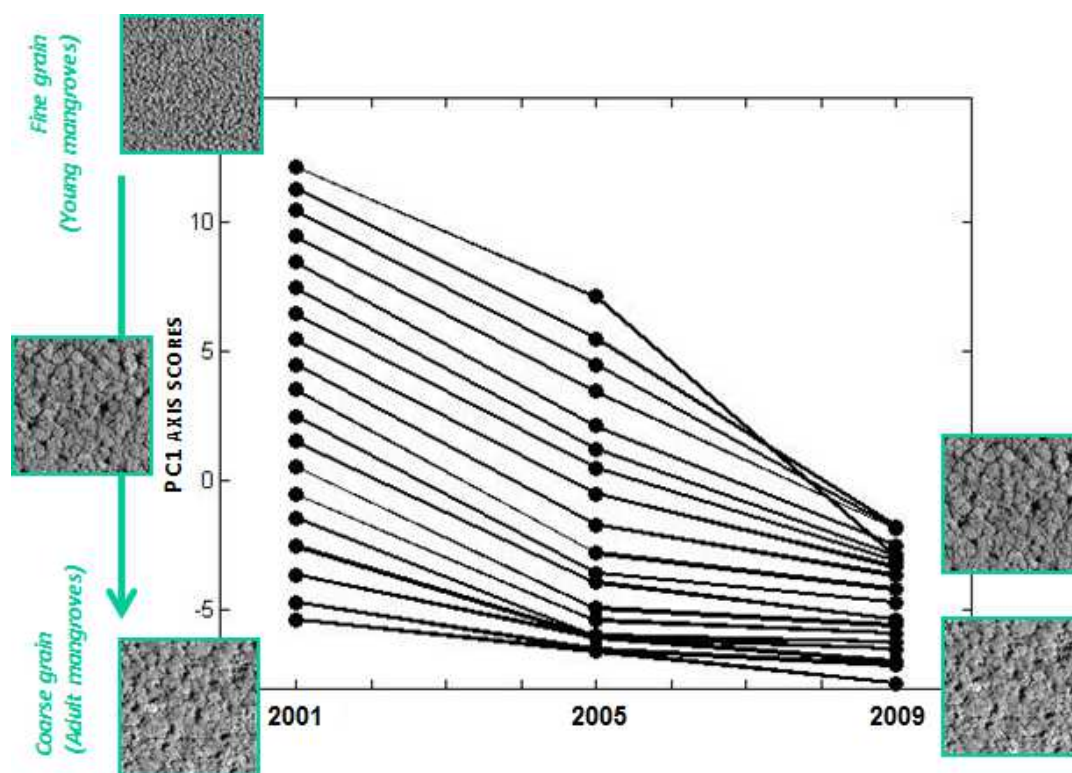 Fine grain
(Young mangroves)
PC1 AXIS SCORES
10
5
0
-5
Coarse grain
(Adult mangroves)
2001 2005 2009